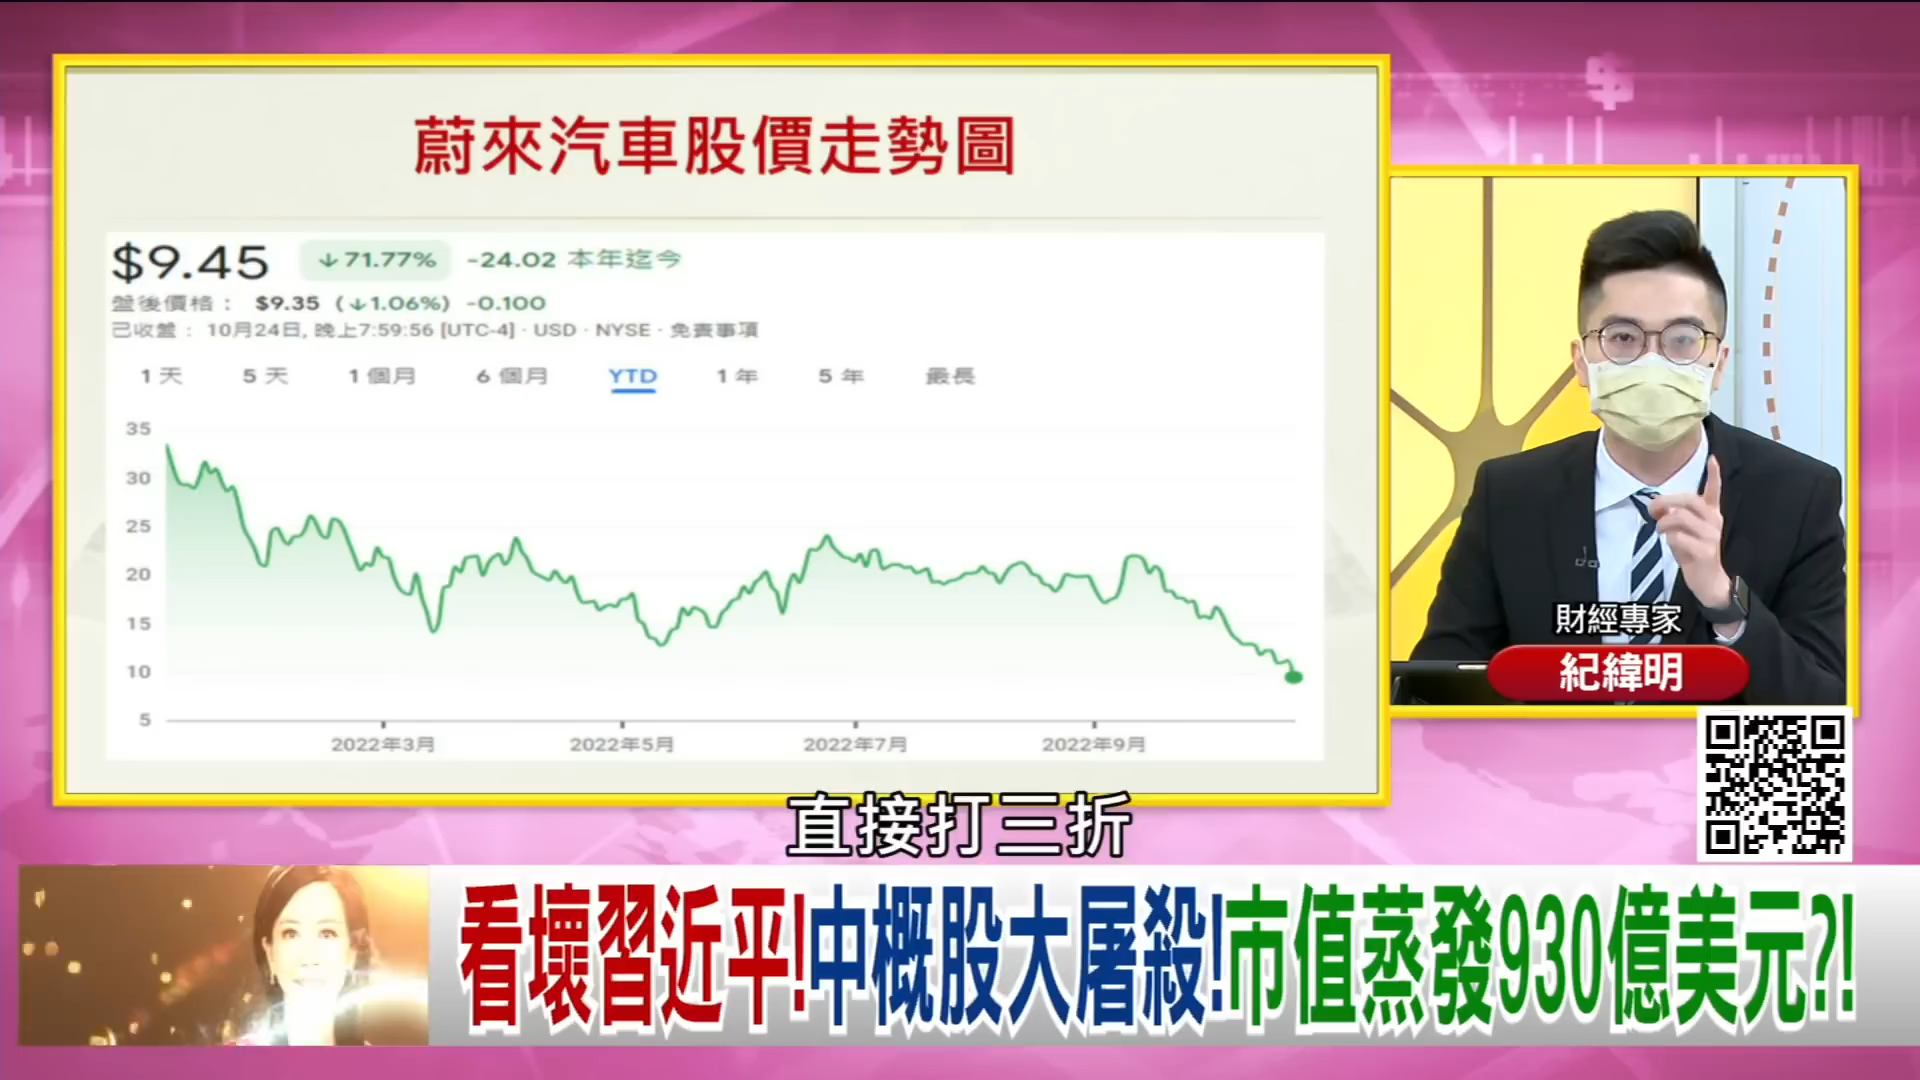 蔚來汽車股價走勢圖
$9.45 ↓71.77% -24.02 本年迄今
盤後價格： $9.35 (↓1.06%) -0.100
已收盤： 10月24日, 晚上7:59:56 [UTC-4] · USD · NYSE · 免責事項
1 天 5 天 1 個月 6 個月 YTD 1 年 5 年 最長
35
30
25
20
15
10
5
2022年3月 2022年5月 2022年7月 2022年9月
財經專家
紀緯明
直接打三折
看壞習近平!中概股大屠殺!市值蒸發930億美元?!